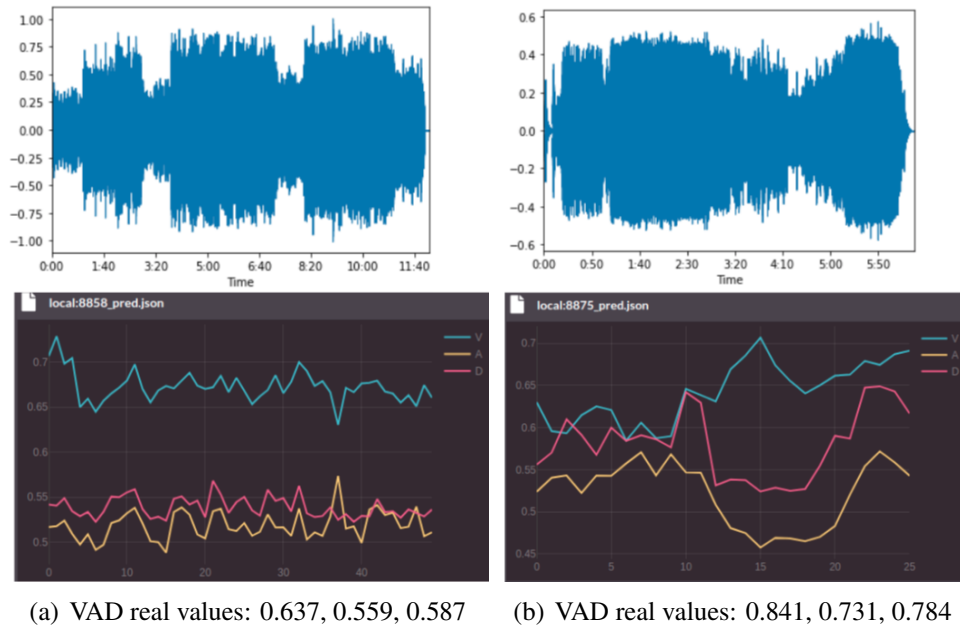 1.00
0.75
0.50
0.25
0.00
−0.25
−0.50
−0.75
−1.00
0:00 1:40 3:20 5:00 6:40 8:20 10:00 11:40
Time
0.6
0.4
0.2
0.0
−0.2
−0.4
−0.6
0:00 0:50 1:40 2:30 3:20 4:10 5:00 5:50
Time
local:8858_pred.json
V
A
D
0.7
0.65
0.6
0.55
0.5
0 10 20 30 40
local:8875_pred.json
V
A
D
0.7
0.65
0.6
0.55
0.5
0.45
0 5 10 15 20 25
(a) VAD real values: 0.637, 0.559, 0.587
(b) VAD real values: 0.841, 0.731, 0.784